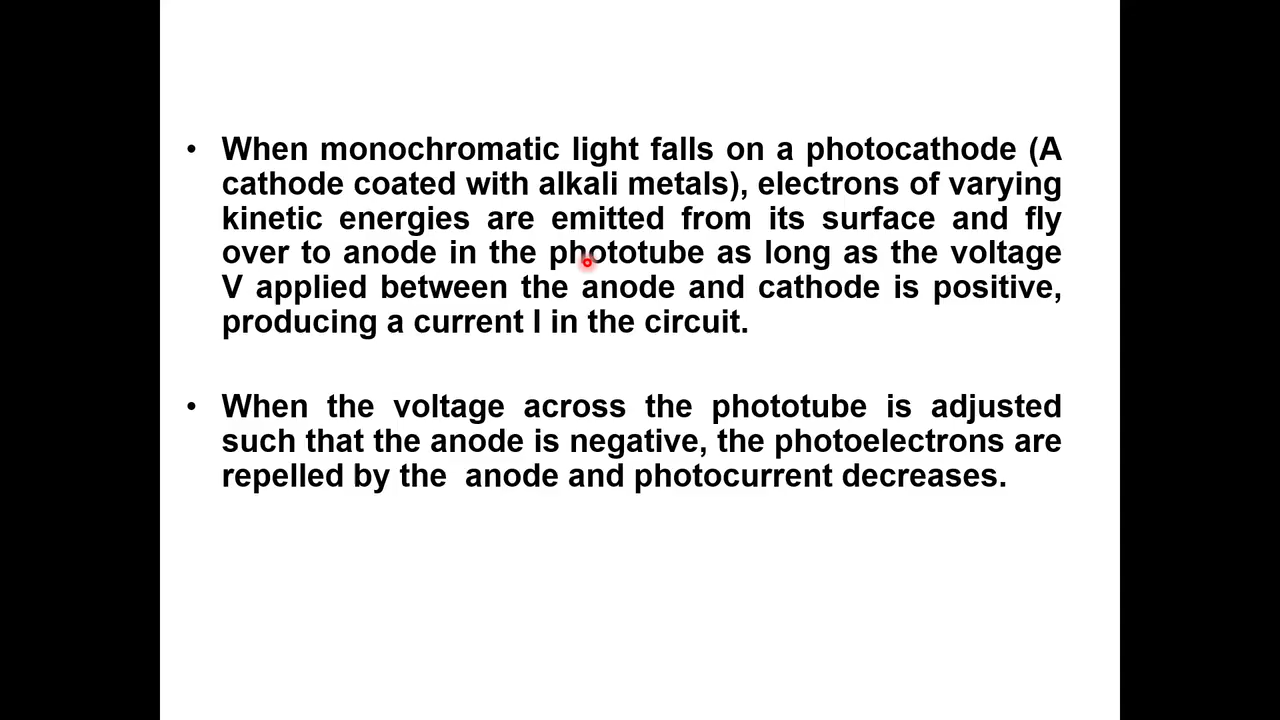 • When monochromatic light falls on a photocathode (A
cathode coated with alkali metals), electrons of varying
kinetic energies are emitted from its surface and fly
over to anode in the phototube as long as the voltage
V applied between the anode and cathode is positive,
producing a current I in the circuit.
• When the voltage across the phototube is adjusted
such that the anode is negative, the photoelectrons are
repelled by the anode and photocurrent decreases.